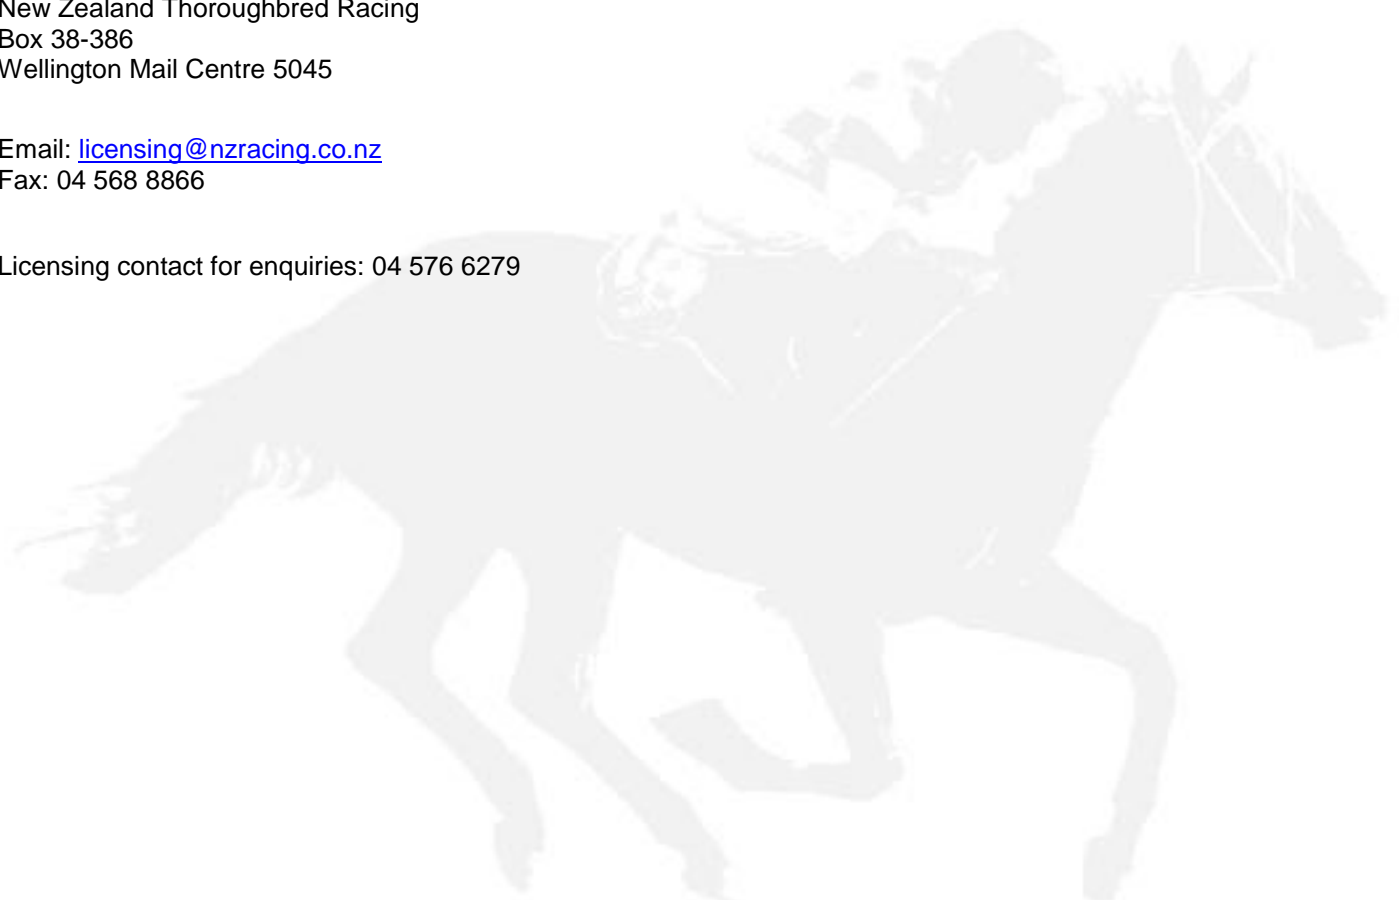 New Zealand Thoroughbred Racing
Box 38-386
Wellington Mail Centre 5045
Email: licensing@nzracing.co.nz
Fax: 04 568 8866
Licensing contact for enquiries: 04 576 6279